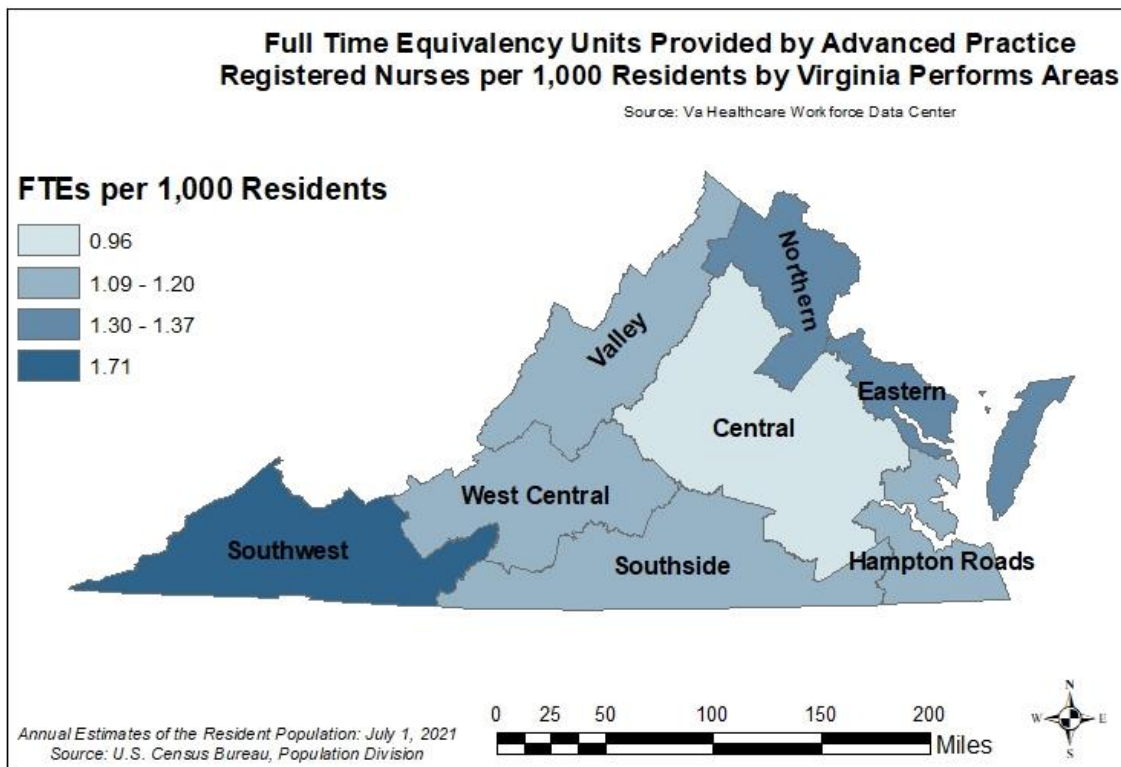 Full Time Equivalency Units Provided by Advanced Practice
Registered Nurses per 1,000 Residents by Virginia Performs Areas
Source: Va Healthcare Workforce Data Center
FTEs per 1,000 Residents
0.96
1.09 - 1.20
1.30 - 1.37
1.71
Northern
Valley
Eastern
Central
West Central
Southwest
Southside
Hampton Roads
Annual Estimates of the Resident Population: July 1, 2021
Source: U.S. Census Bureau, Population Division
0 25 50 100 150 200
Miles
N
W E
S